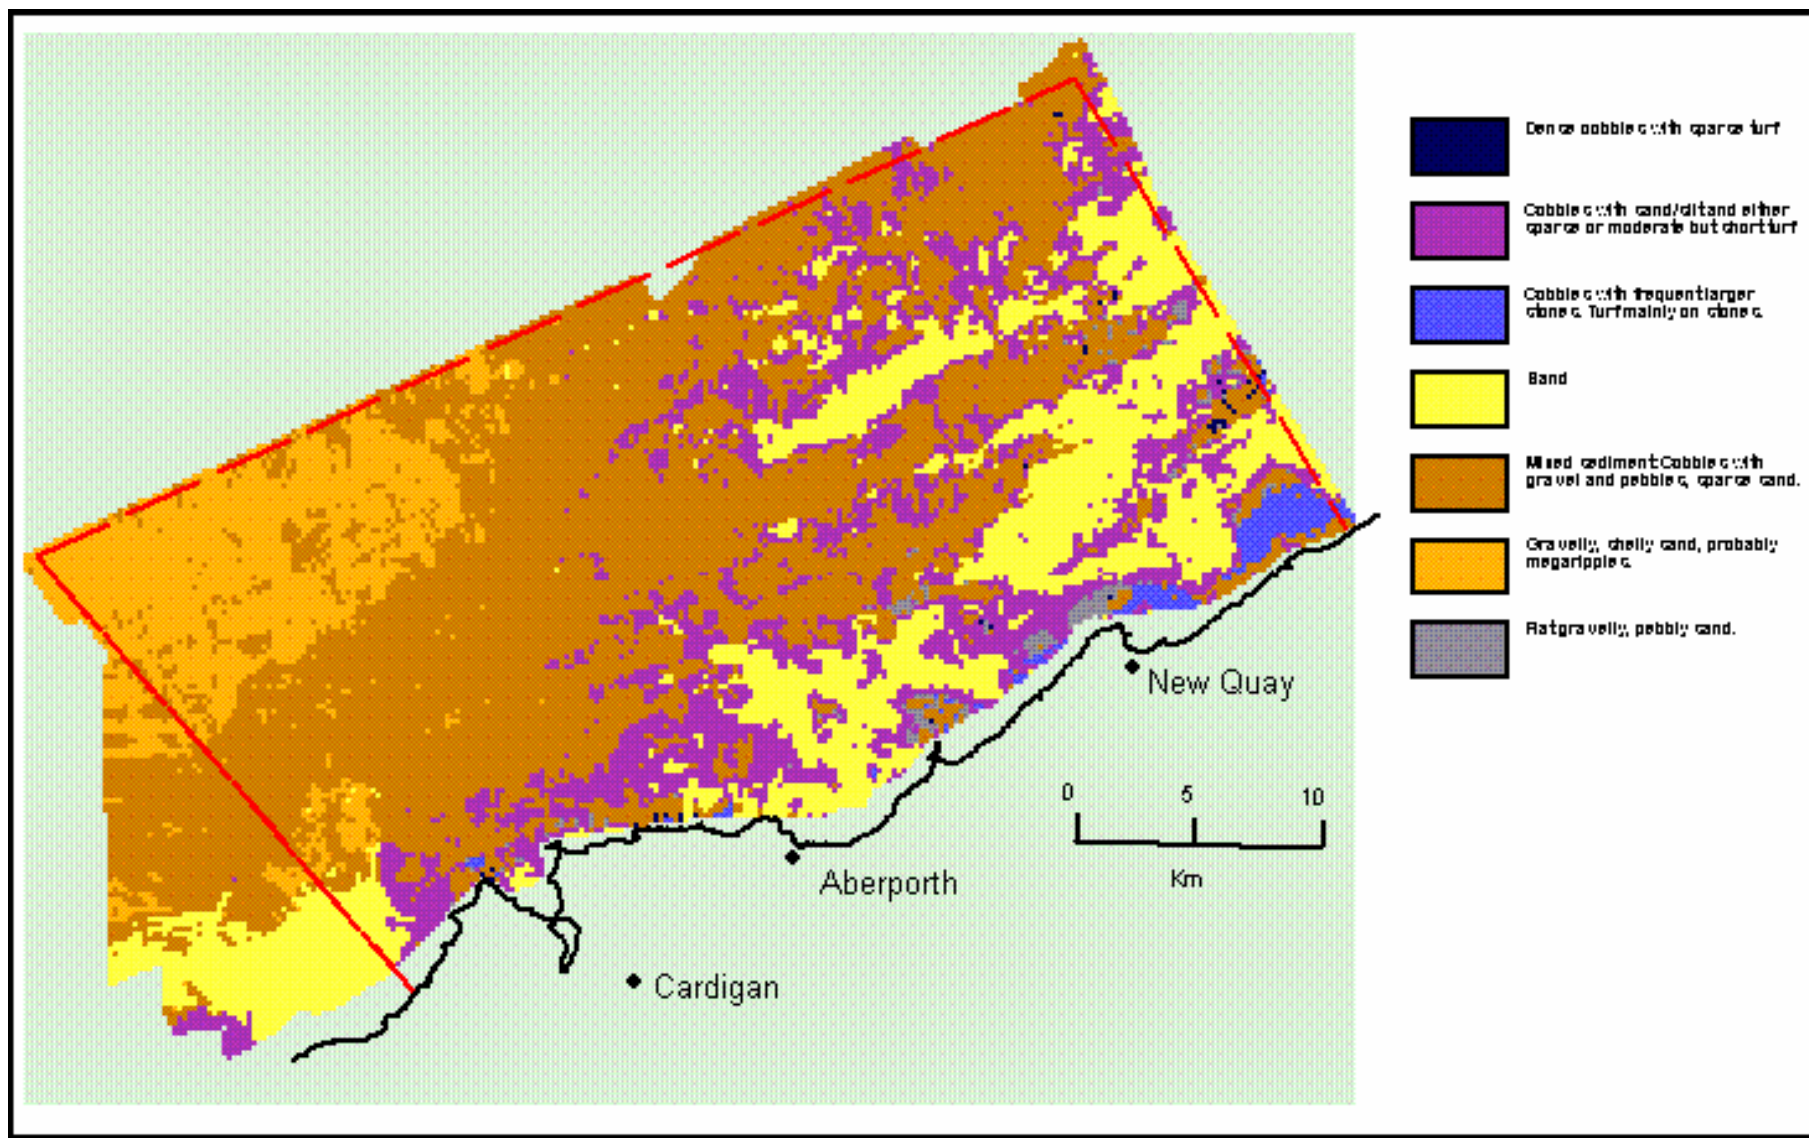 Dense cobbles with sparse turf
Cobbles with sand/silt and either
sparse or moderate but short turf
Cobbles with frequent larger
stones. Turf mainly on stones.
Sand
Mixed sediment: Cobbles with
gravel and pebbles, sparse sand.
Gravelly, shelly sand, probably
megaripples.
Flat gravelly, pebbly sand.
New Quay
0 5 10
Km
Aberporth
Cardigan